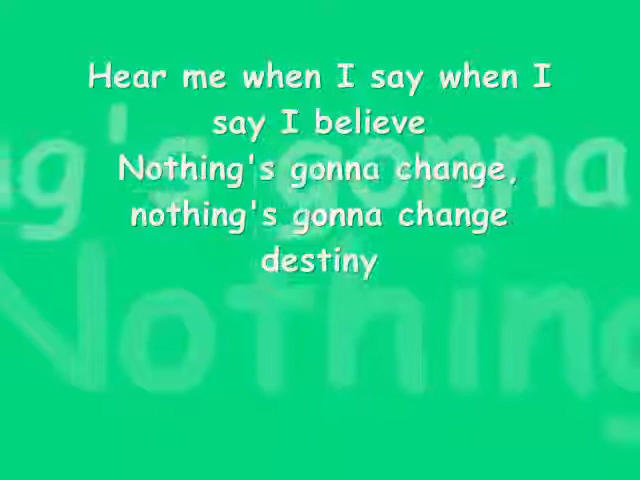 Hear me when I say when I
say I believe
Nothing's gonna change,
nothing's gonna change
destiny